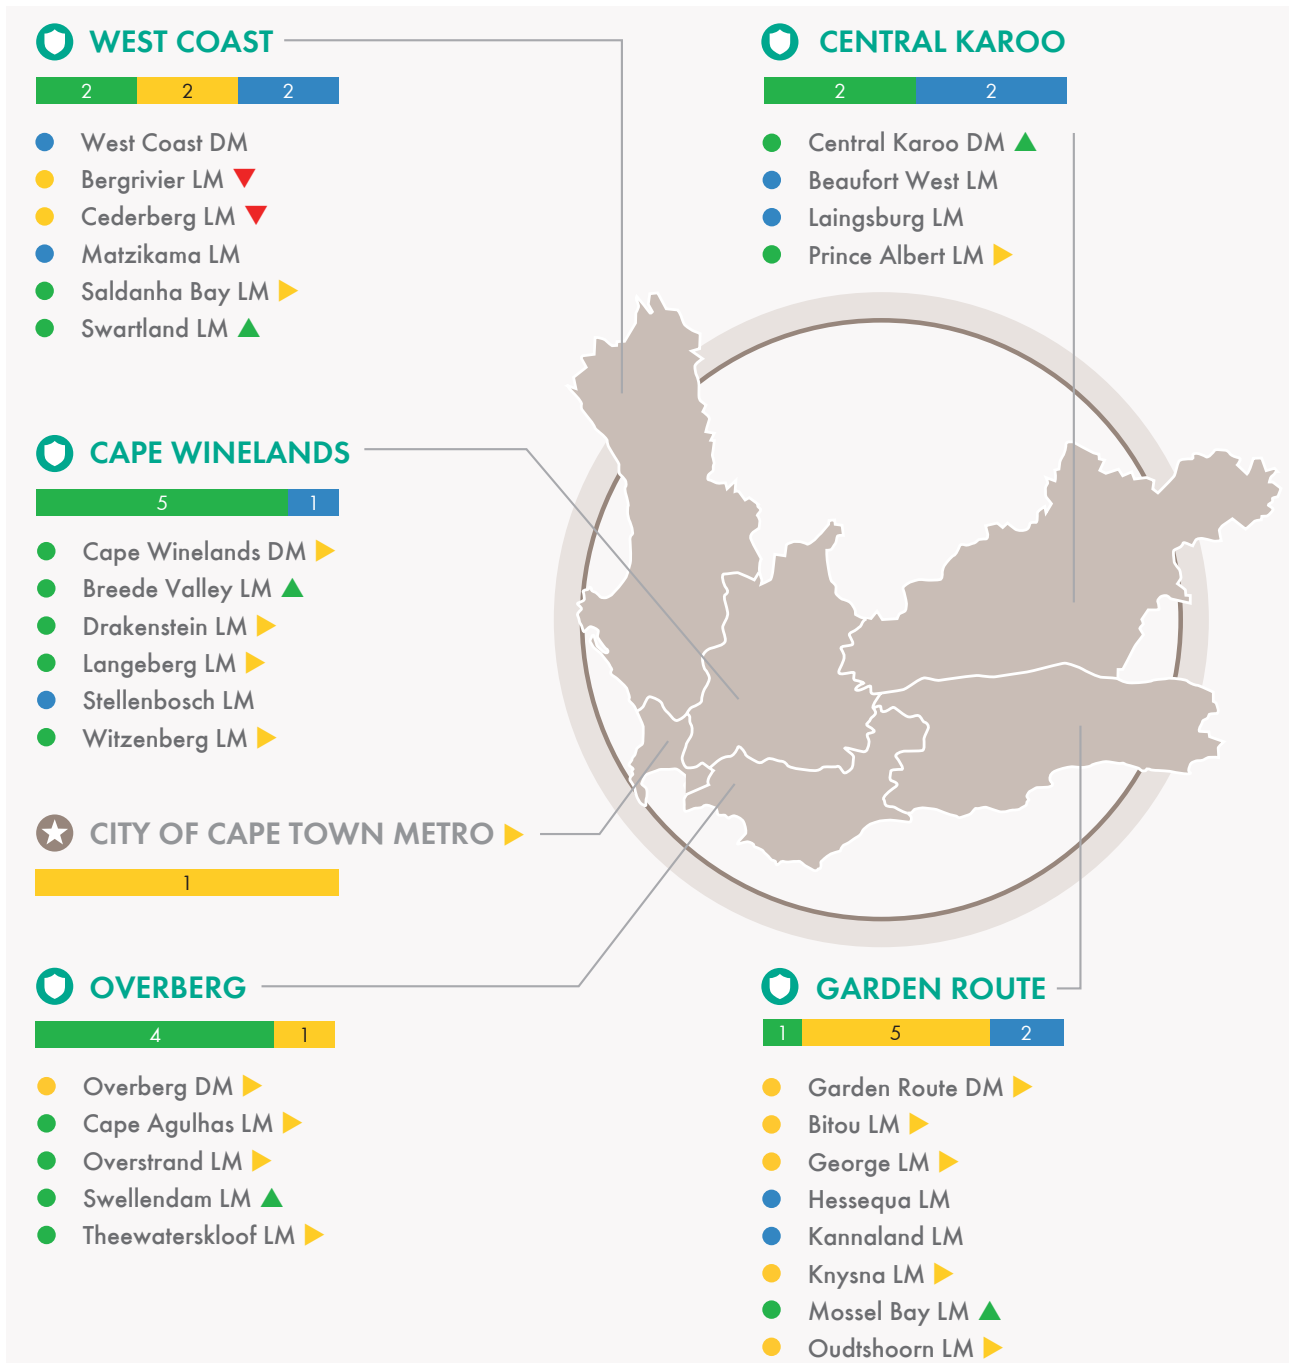 WEST COAST
2 2 2
West Coast DM
Bergrivier LM
Cederberg LM
Matzikama LM
Saldanha Bay LM
Swartland LM
CENTRAL KAROO
2 2
Central Karoo DM
Beaufort West LM
Laingsburg LM
Prince Albert LM
CAPE WINELANDS
5 1
Cape Winelands DM
Breede Valley LM
Drakenstein LM
Langeberg LM
Stellenbosch LM
Witzenberg LM
CITY OF CAPE TOWN METRO
1
OVERBERG
4 1
Overberg DM
Cape Agulhas LM
Overstrand LM
Swellendam LM
Theewaterskloof LM
GARDEN ROUTE
1 5 2
Garden Route DM
Bitou LM
George LM
Hessequa LM
Kannaland LM
Knysna LM
Mossel Bay LM
Oudtshoorn LM